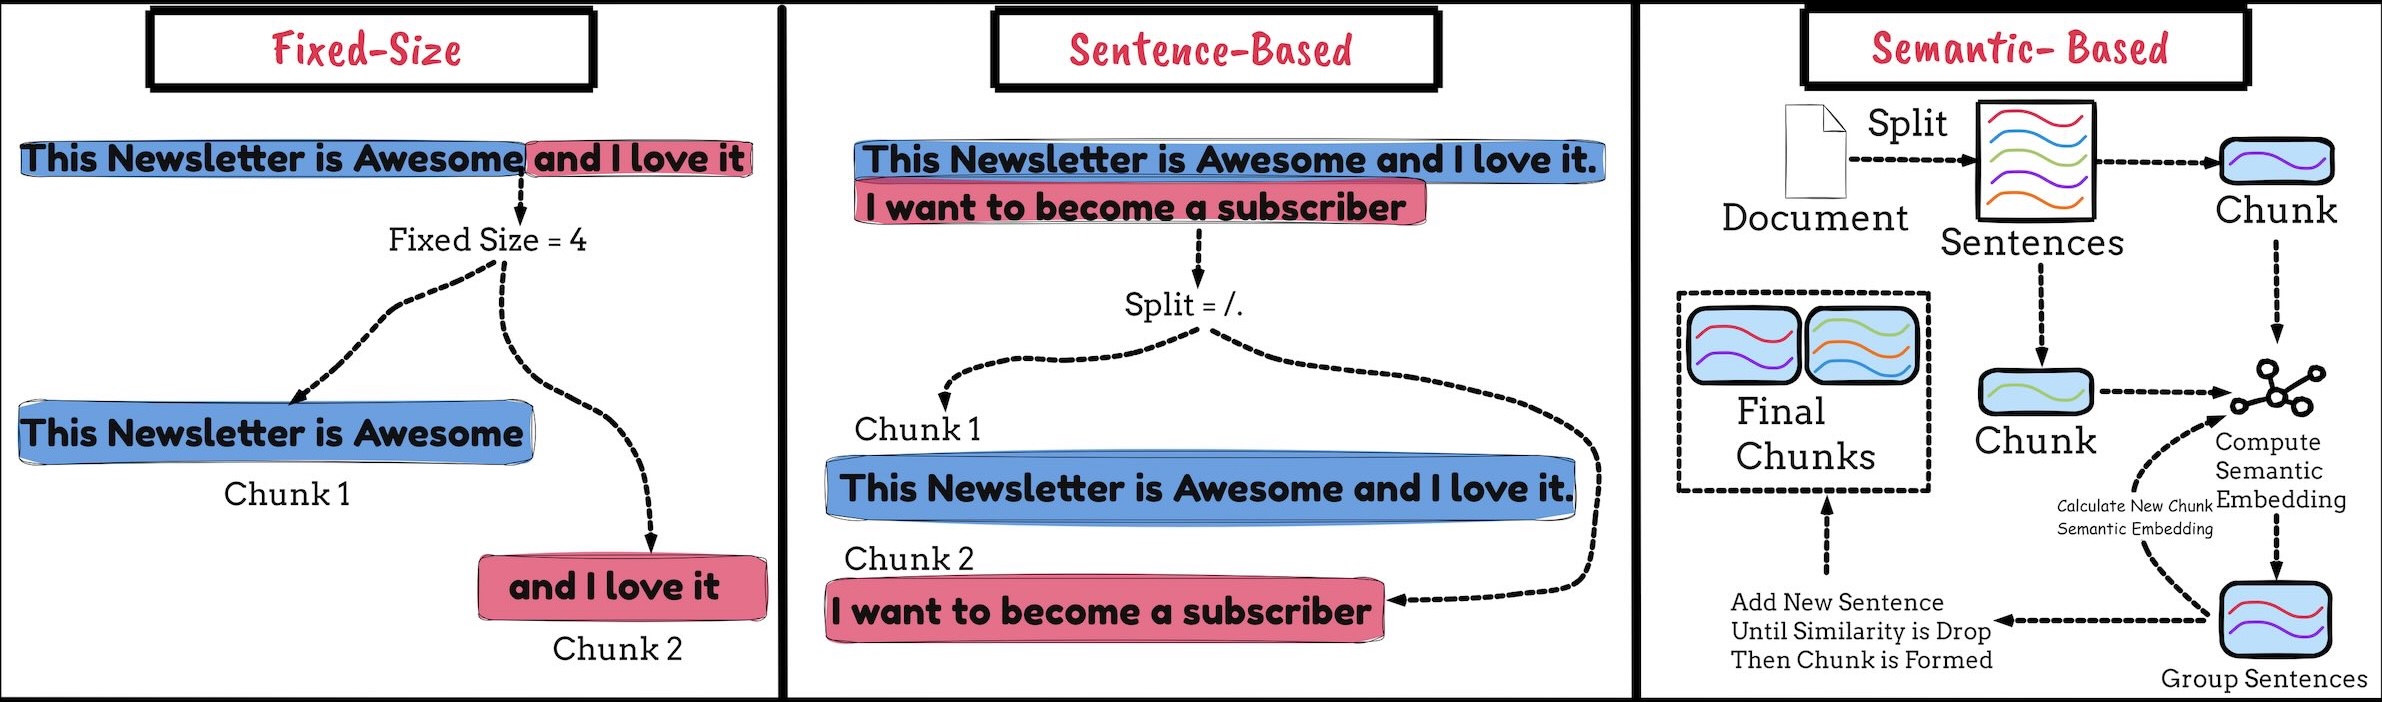 Fixed-Size
This Newsletter is Awesome and I love it
Fixed Size = 4
This Newsletter is Awesome
Chunk 1
and I love it
Chunk 2
Sentence-Based
This Newsletter is Awesome and I love it.
I want to become a subscriber
Split = /.
Chunk 1
This Newsletter is Awesome and I love it.
Chunk 2
I want to become a subscriber
Semantic- Based
Split
Document
Sentences
Chunk
Final
Chunks
Chunk
Compute
Semantic
Embedding
Calculate New Chunk
Semantic Embedding
Add New Sentence
Until Similarity is Drop
Then Chunk is Formed
Group Sentences